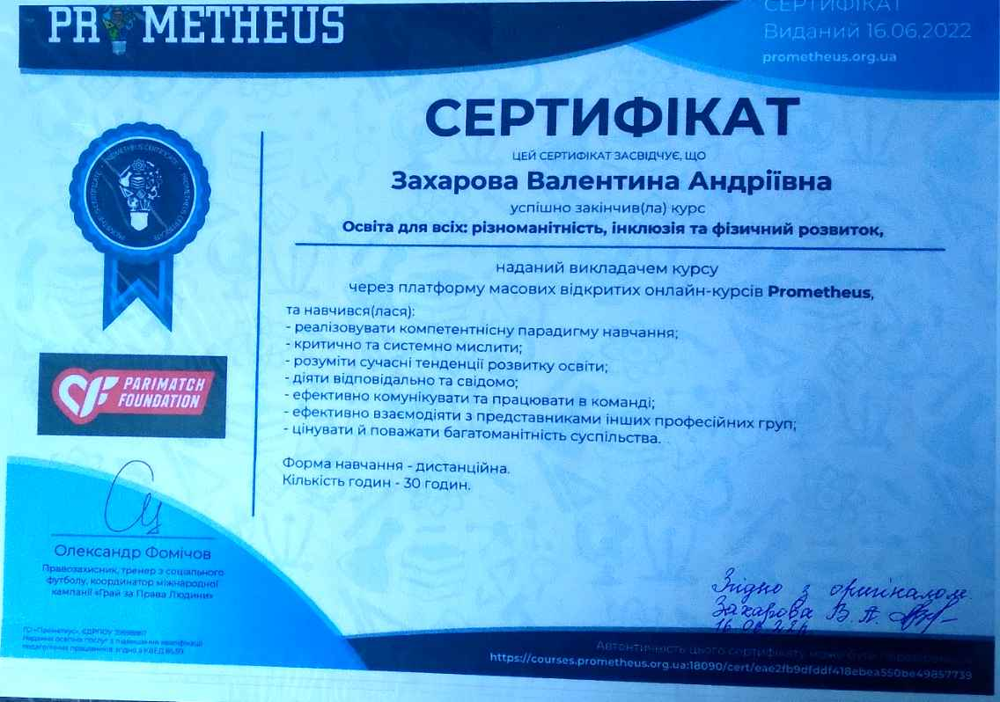 PROMETHEUS
СЕРТИФІКАТ
Виданий 16.06.2022
prometheus.org.ua
СЕРТИФІКАТ
ЦЕЙ СЕРТИФІКАТ ЗАСВІДЧУЄ, ЩО
Захарова Валентина Андріївна
успішно закінчив(ла) курс
Освіта для всіх: різноманітність, інклюзія та фізичний розвиток,
наданий викладачем курсу
через платформу масових відкритих онлайн-курсів Prometheus,
та навчився(лася):
- реалізовувати компетентнісну парадигму навчання;
- критично та системно мислити;
- розуміти сучасні тенденції розвитку освіти;
- діяти відповідально та свідомо;
- ефективно комунікувати та працювати в команді;
- ефективно взаємодіяти з представниками інших професійних груп;
- цінувати й поважати багатоманітність суспільства.
Форма навчання - дистанційна.
Кількість годин - 30 годин.
PROMETHEUS CERTIFICATE
PARIMATCH
FOUNDATION
Олександр Фомічов
Правозахисник, тренер з соціального
футболу, координатор міжнародної
кампанії «Грай за Права Людини»
ГО «Прометеус», ЄДРПОУ
Надання освітніх послуг з підвищення кваліфікації
педагогічних працівників згідно з КВЕД 85.59
Згідно з оригіналом
Захарова В. А.
16.06.22р
Автентичність цього сертифікату може бути перевірена на
https://courses.prometheus.org.ua:18090/cert/eae2fb9dfddf418ebea550be49857739